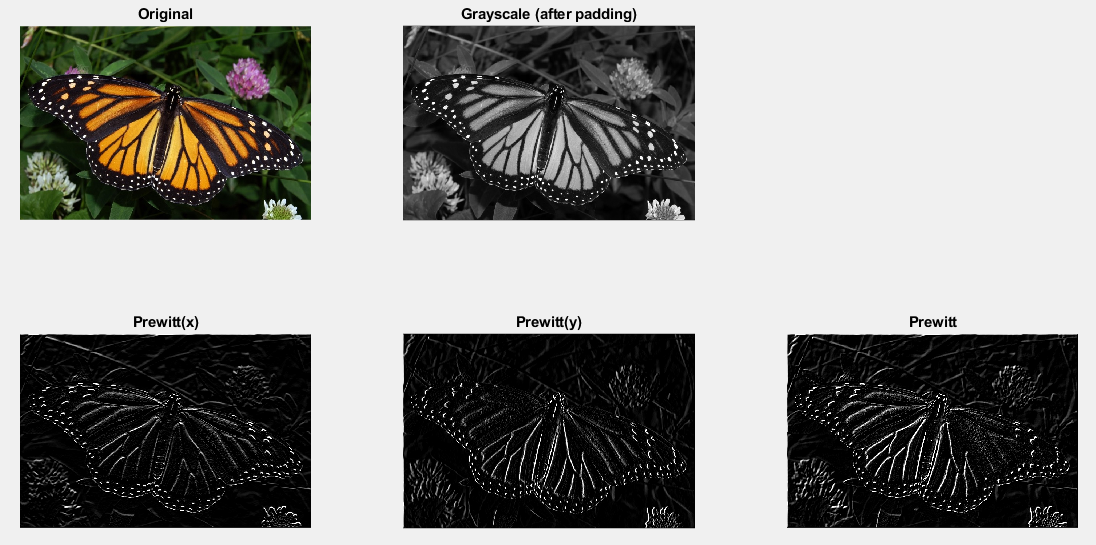 Original
Grayscale (after padding)
Prewitt(x)
Prewitt(y)
Prewitt